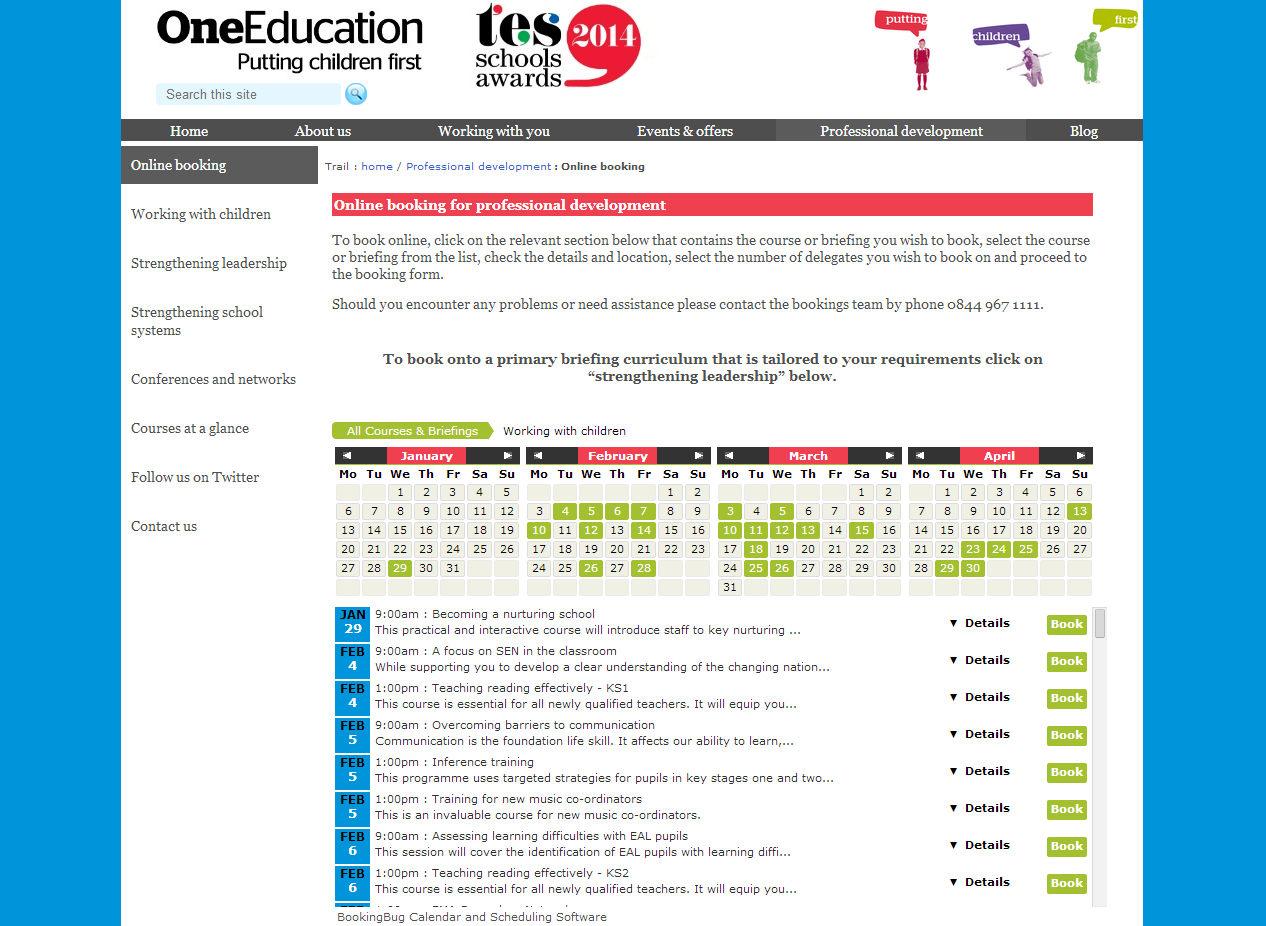 OneEducation
Putting children first
tes
schools
awards
2014
putting
children
first
Search this site
Home About us Working with you Events & offers Professional development Blog
Online booking
Working with children
Strengthening leadership
Strengthening school
systems
Conferences and networks
Courses at a glance
Follow us on Twitter
Contact us
Trail : home / Professional development : Online booking
Online booking for professional development
To book online, click on the relevant section below that contains the course or briefing you wish to book, select the course
or briefing from the list, check the details and location, select the number of delegates you wish to book on and proceed to
the booking form.
Should you encounter any problems or need assistance please contact the bookings team by phone 0844 967 1111.
To book onto a primary briefing curriculum that is tailored to your requirements click on
“strengthening leadership” below.
All Courses & Briefings Working with children
January
Mo Tu We Th Fr Sa Su
1 2 3 4 5
6 7 8 9 10 11 12
13 14 15 16 17 18 19
20 21 22 23 24 25 26
27 28 29 30 31
February
Mo Tu We Th Fr Sa Su
1 2
3 4 5 6 7 8 9
10 11 12 13 14 15 16
17 18 19 20 21 22 23
24 25 26 27 28
March
Mo Tu We Th Fr Sa Su
1 2
3 4 5 6 7 8 9
10 11 12 13 14 15 16
17 18 19 20 21 22 23
24 25 26 27 28 29 30
31
April
Mo Tu We Th Fr Sa Su
1 2 3 4 5 6
7 8 9 10 11 12 13
14 15 16 17 18 19 20
21 22 23 24 25 26 27
28 29 30
JAN 29 9:00am : Becoming a nurturing school
This practical and interactive course will introduce staff to key nurturing ...
▼ Details Book
FEB 4 9:00am : A focus on SEN in the classroom
While supporting you to develop a clear understanding of the changing nation...
▼ Details Book
FEB 4 1:00pm : Teaching reading effectively - KS1
This course is essential for all newly qualified teachers. It will equip you...
▼ Details Book
FEB 5 9:00am : Overcoming barriers to communication
Communication is the foundation life skill. It affects our ability to learn,...
▼ Details Book
FEB 5 1:00pm : Inference training
This programme uses targeted strategies for pupils in key stages one and two...
▼ Details Book
FEB 5 1:00pm : Training for new music co-ordinators
This is an invaluable course for new music co-ordinators.
▼ Details Book
FEB 6 9:00am : Assessing learning difficulties with EAL pupils
This session will cover the identification of EAL pupils with learning diffi...
▼ Details Book
FEB 6 1:00pm : Teaching reading effectively - KS2
This course is essential for all newly qualified teachers. It will equip you...
▼ Details Book
BookingBug Calendar and Scheduling Software